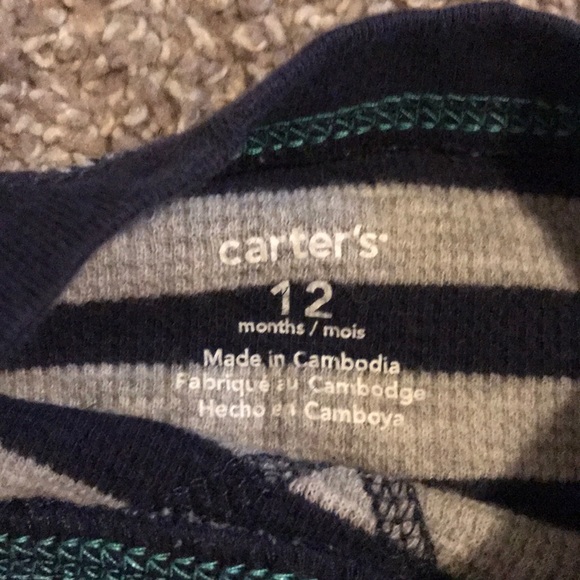 carter's
12
months / mois
Made in Cambodia
Fabriqué au Cambodge
Hecho en Camboya